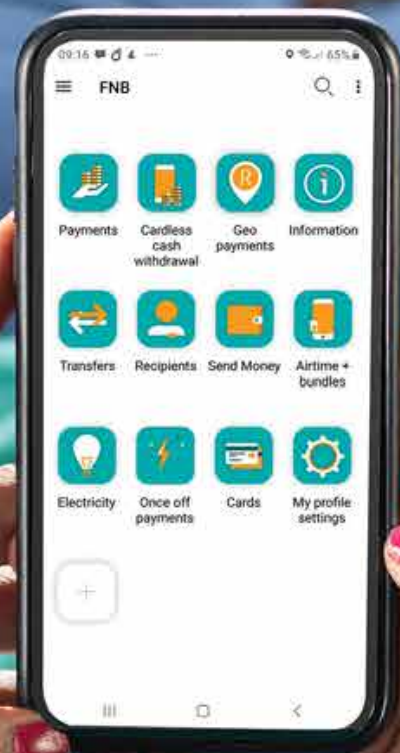 09:16
65%
FNB
Payments
Cardless
cash
withdrawal
Geo
payments
Information
Transfers
Recipients
Send Money
Airtime +
bundles
Electricity
Once off
payments
Cards
My profile
settings